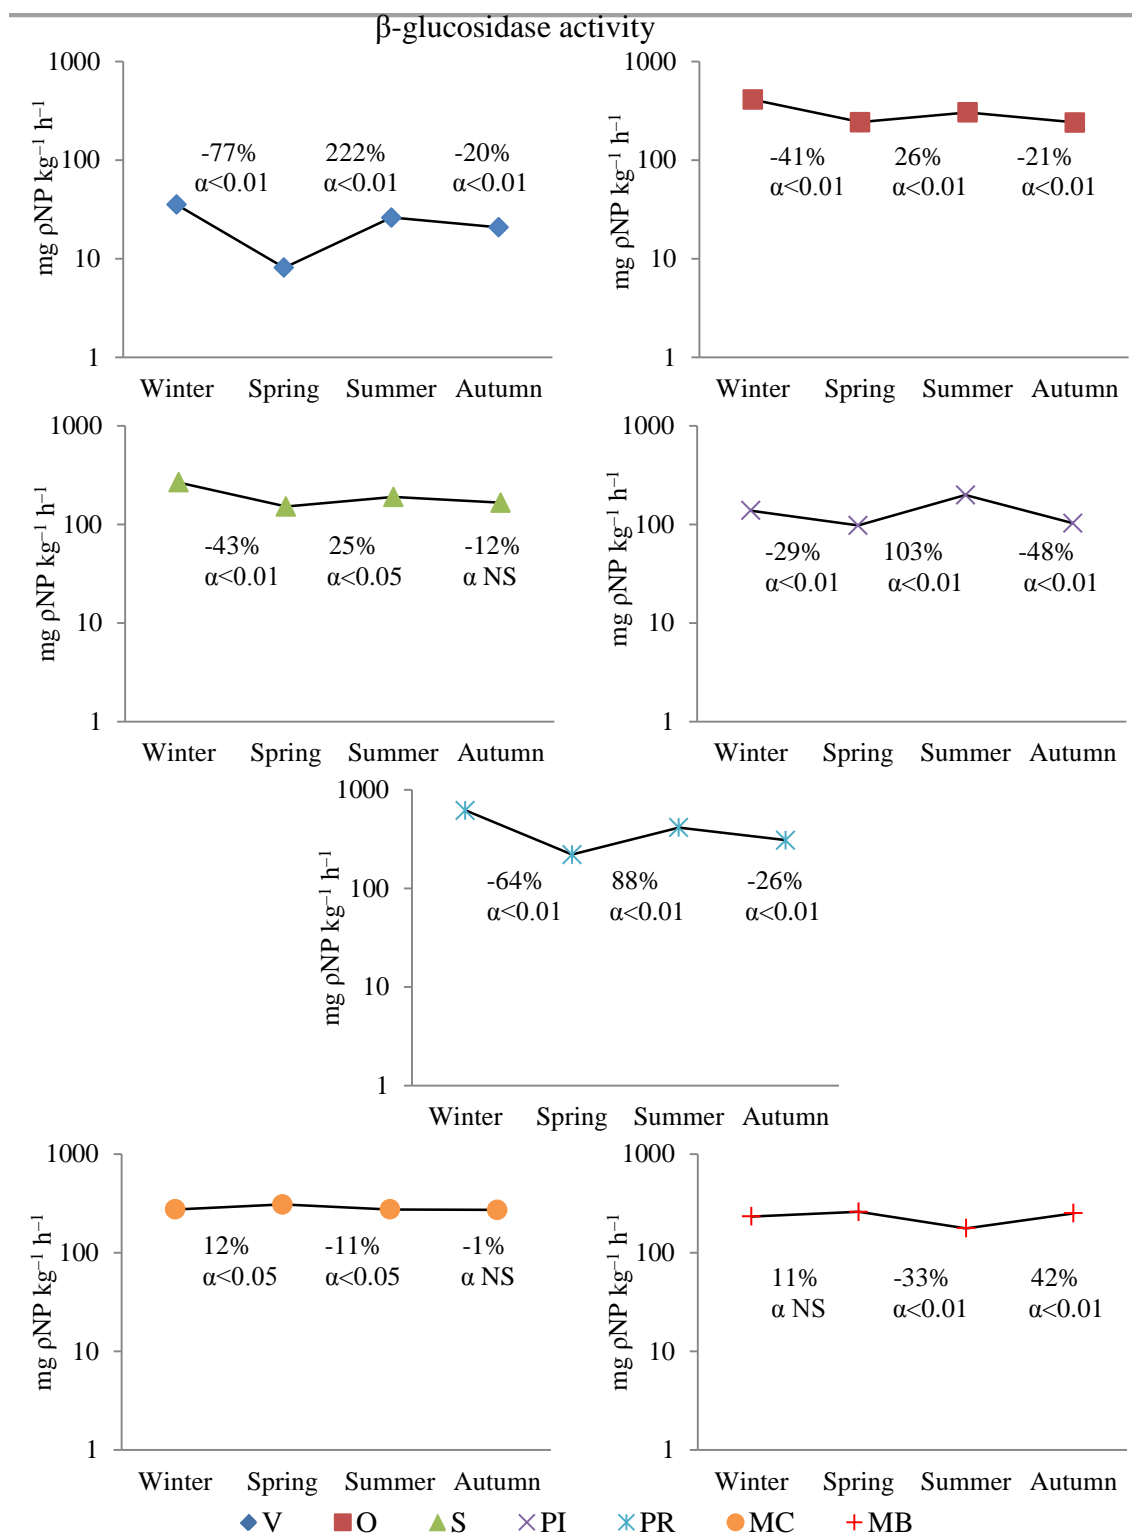 β-glucosidase activity
mg ρNP kg⁻¹ h⁻¹
1000
100
10
1
-77% 222% -20%
α<0.01 α<0.01 α<0.01
Winter Spring Summer Autumn
mg ρNP kg⁻¹ h⁻¹
1000
100
10
1
-41% 26% -21%
α<0.01 α<0.01 α<0.01
Winter Spring Summer Autumn
mg ρNP kg⁻¹ h⁻¹
1000
100
10
1
-43% 25% -12%
α<0.01 α<0.05 α NS
Winter Spring Summer Autumn
mg ρNP kg⁻¹ h⁻¹
1000
100
10
1
-29% 103% -48%
α<0.01 α<0.01 α<0.01
Winter Spring Summer Autumn
mg ρNP kg⁻¹ h⁻¹
1000
100
10
1
-64% 88% -26%
α<0.01 α<0.01 α<0.01
Winter Spring Summer Autumn
mg ρNP kg⁻¹ h⁻¹
1000
100
10
1
12% -11% -1%
α<0.05 α<0.05 α NS
Winter Spring Summer Autumn
mg ρNP kg⁻¹ h⁻¹
1000
100
10
1
11% -33% 42%
α NS α<0.01 α<0.01
Winter Spring Summer Autumn
V O S PI PR MC MB